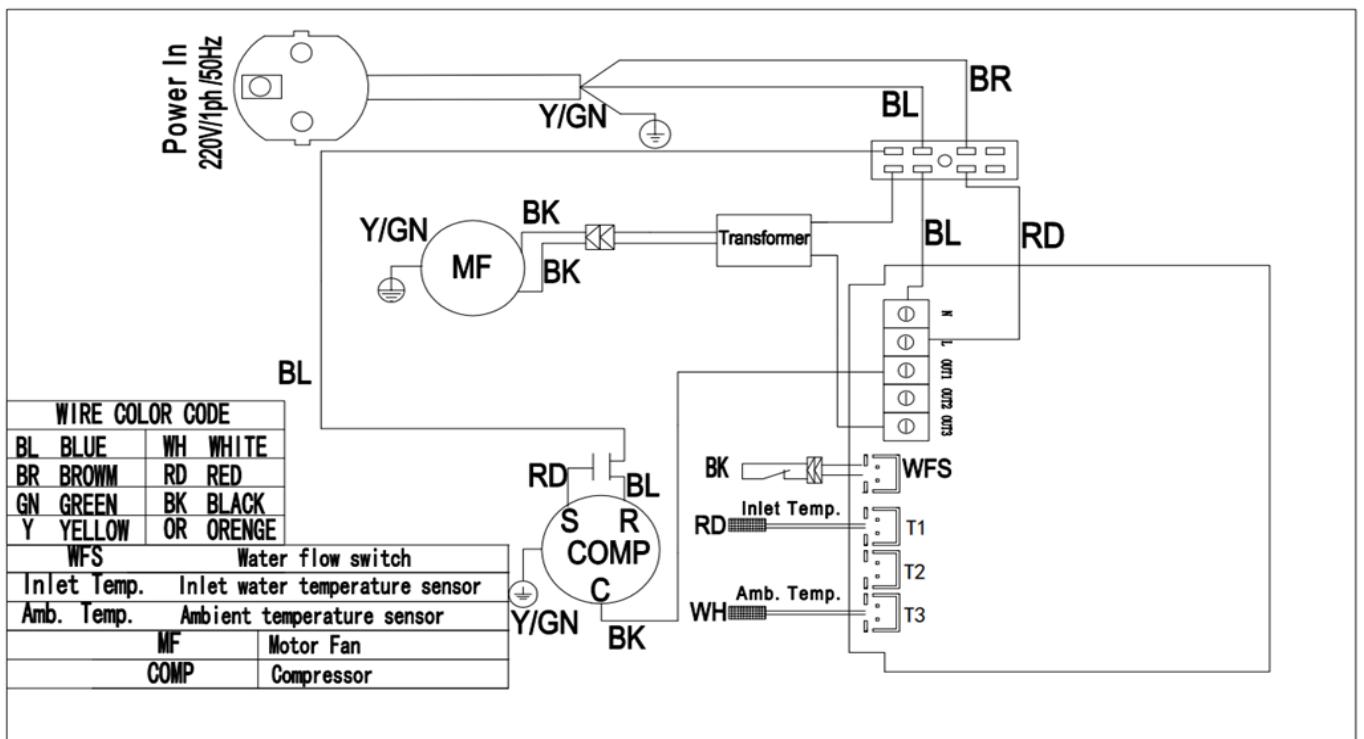 Power In
220V/1ph/50Hz
Y/GN
BL
BR
Y/GN
BK
BK
MF
Transformer
BL
RD
N
L
OUT1
OUT2
OUT3
BL
WIRE COLOR CODE
BL BLUE WH WHITE
BR BROWM RD RED
GN GREEN BK BLACK
Y YELLOW OR ORENGE
WFS Water flow switch
Inlet Temp. Inlet water temperature sensor
Amb. Temp. Ambient temperature sensor
MF Motor Fan
COMP Compressor
RD
BL
S R
COMP
C
Y/GN
BK
BK
WFS
Inlet Temp.
RD
T1
T2
Amb. Temp.
WH
T3